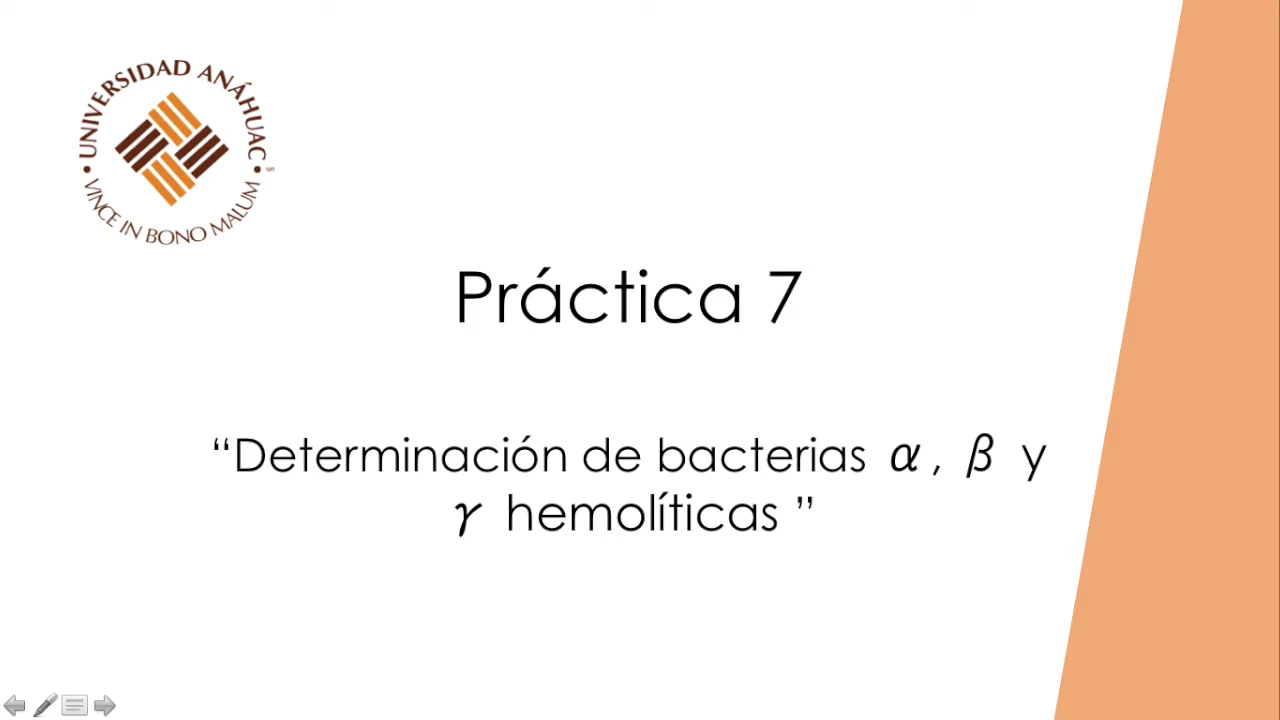 • UNIVERSIDAD ANÁHUAC •
VINCE IN BONO MALUM
Práctica 7
“Determinación de bacterias α , β y
γ hemolíticas ”